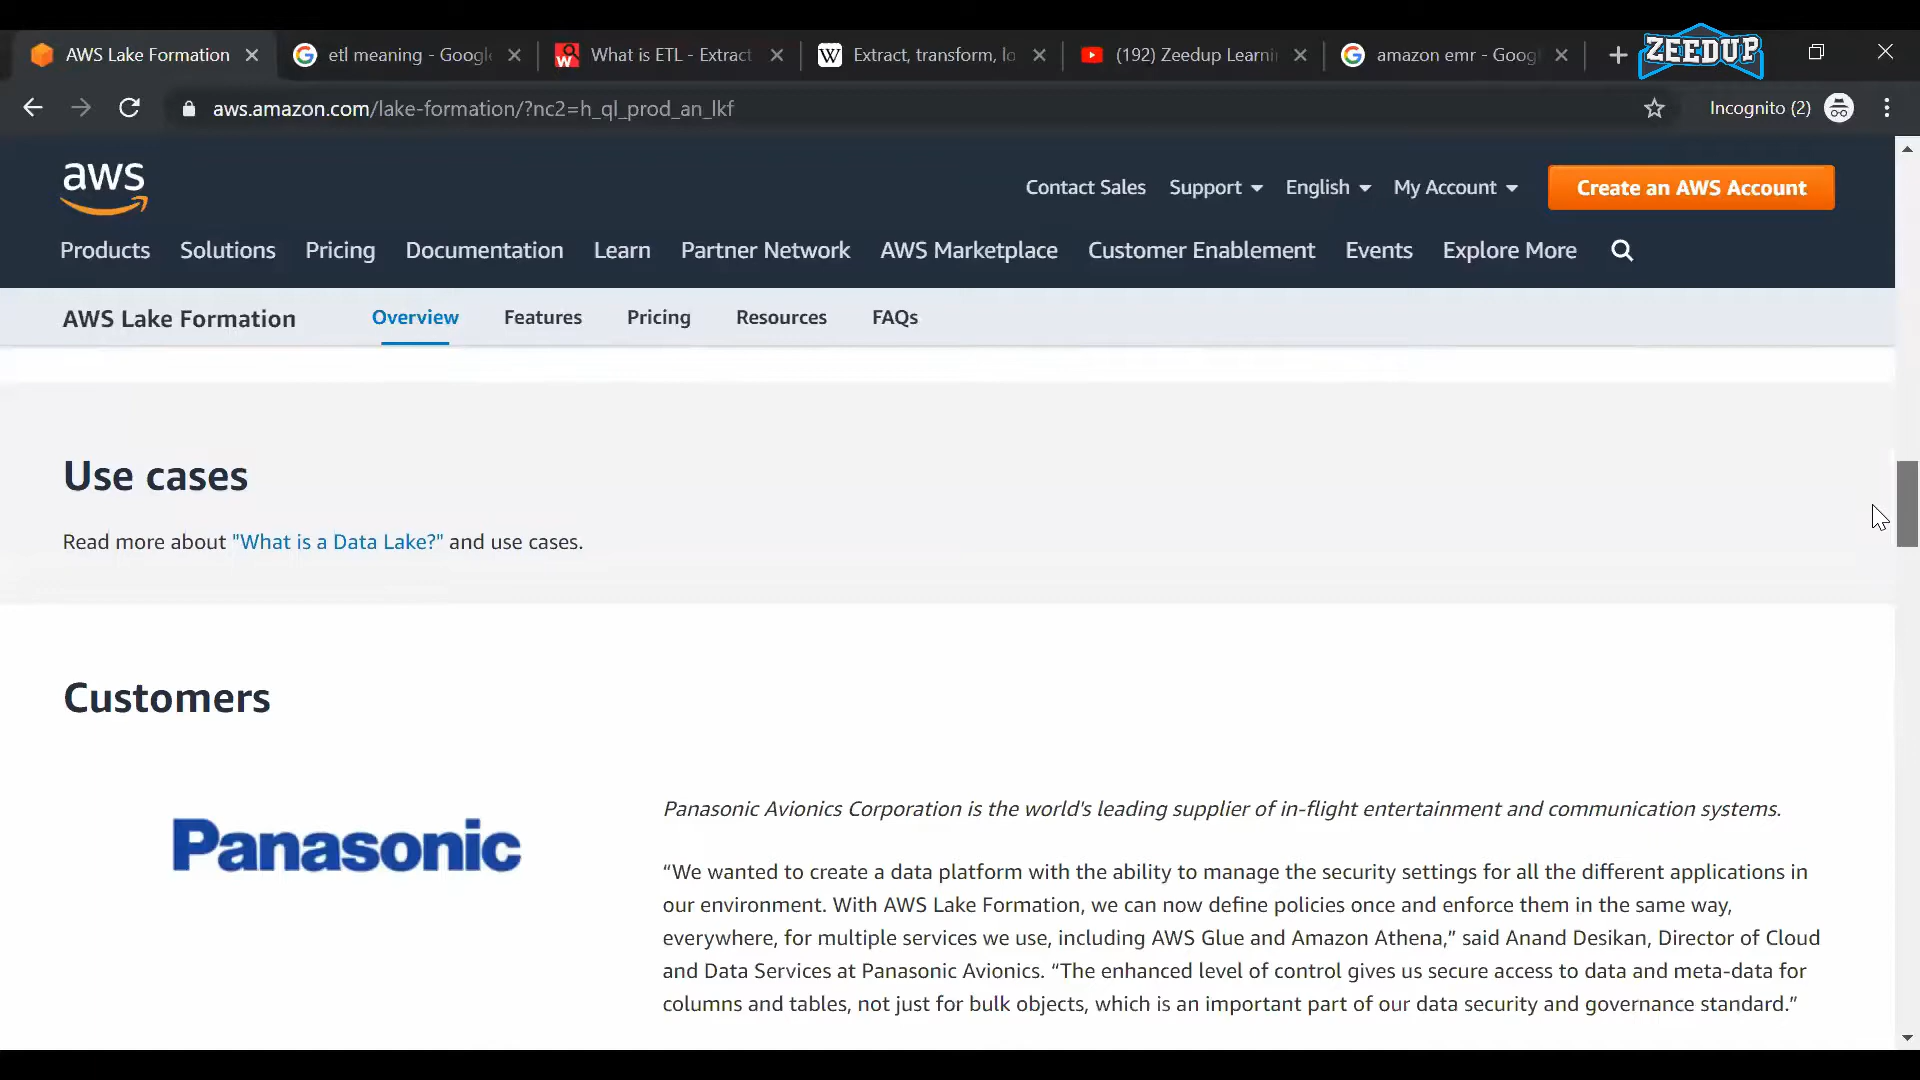 AWS Lake Formation
etl meaning - Google
What is ETL - Extract
Extract, transform, lo
(192) Zeedup Learni
amazon emr - Goog
ZEEDUP
aws.amazon.com/lake-formation/?nc2=h_ql_prod_an_lkf
Incognito (2)
aws
Contact Sales
Support
English
My Account
Create an AWS Account
Products
Solutions
Pricing
Documentation
Learn
Partner Network
AWS Marketplace
Customer Enablement
Events
Explore More
AWS Lake Formation
Overview
Features
Pricing
Resources
FAQs
Use cases
Read more about "What is a Data Lake?" and use cases.
Customers
Panasonic
Panasonic Avionics Corporation is the world's leading supplier of in-flight entertainment and communication systems.
“We wanted to create a data platform with the ability to manage the security settings for all the different applications in
our environment. With AWS Lake Formation, we can now define policies once and enforce them in the same way,
everywhere, for multiple services we use, including AWS Glue and Amazon Athena,” said Anand Desikan, Director of Cloud
and Data Services at Panasonic Avionics. “The enhanced level of control gives us secure access to data and meta-data for
columns and tables, not just for bulk objects, which is an important part of our data security and governance standard.”